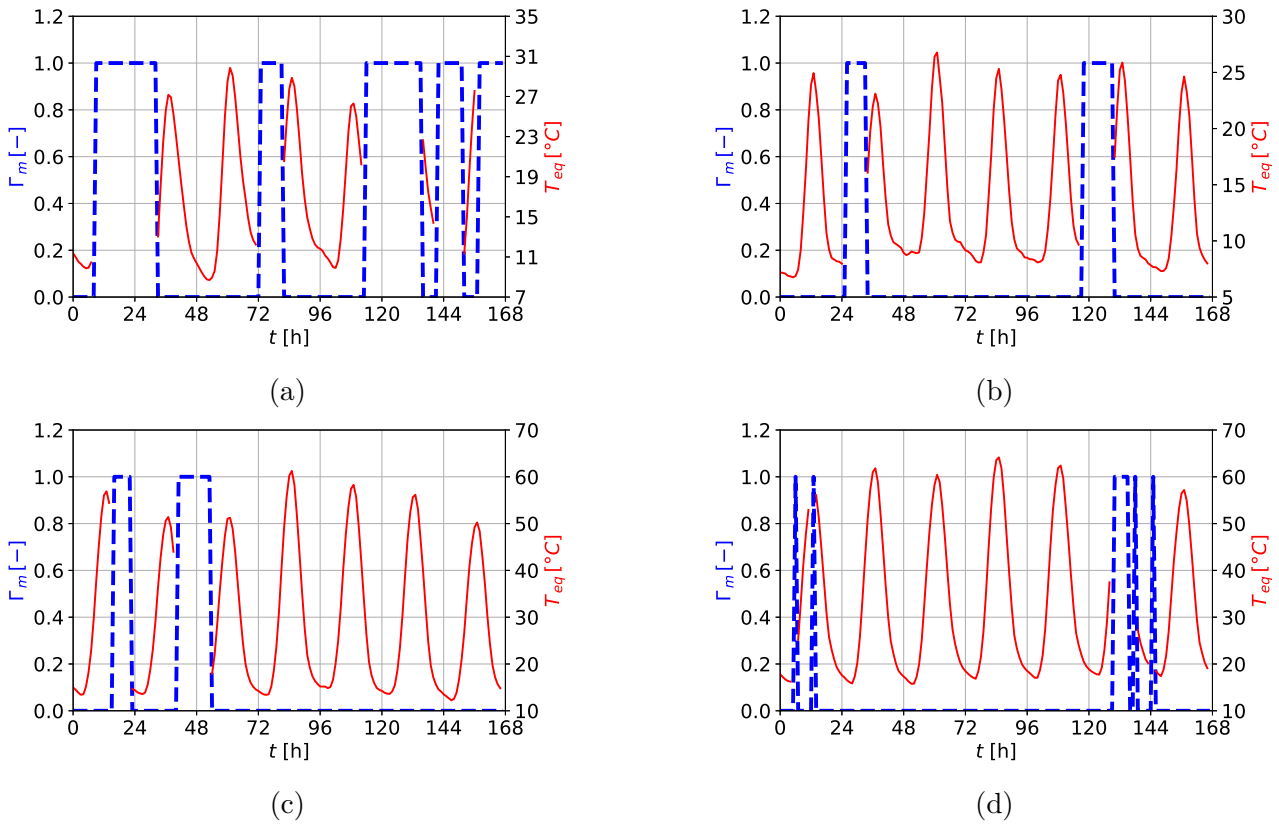 1.2 35 1.2 30
1.0 31 1.0
0.8 27 0.8 25
0.6 23 0.6 20
19
0.4 15 0.4 15
0.2 11 0.2 10
0.0 7 0.0 5
Γm [−] Teq [°C] Γm [−] Teq [°C]
0 24 48 72 96 120 144 168 0 24 48 72 96 120 144 168
t [h] t [h]
(a) (b)
1.2 70 1.2 70
1.0 60 1.0 60
0.8 50 0.8 50
0.6 40 0.6 40
0.4 30 0.4 30
0.2 20 0.2 20
0.0 10 0.0 10
Γm [−] Teq [°C] Γm [−] Teq [°C]
0 24 48 72 96 120 144 168 0 24 48 72 96 120 144 168
t [h] t [h]
(c) (d)